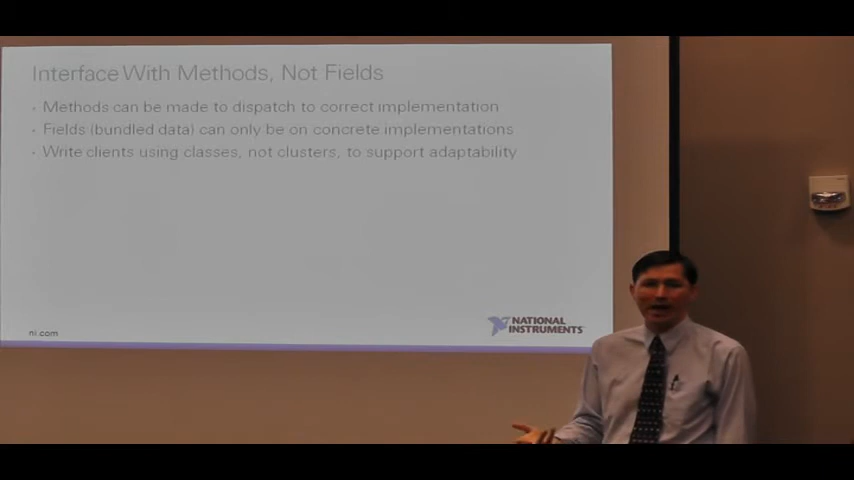 Interface With Methods, Not Fields
Methods can be made to dispatch to correct implementation
Fields (bundled data) can only be on concrete implementations
Write clients using classes, not clusters, to support adaptability
ni.com
NATIONAL
INSTRUMENTS